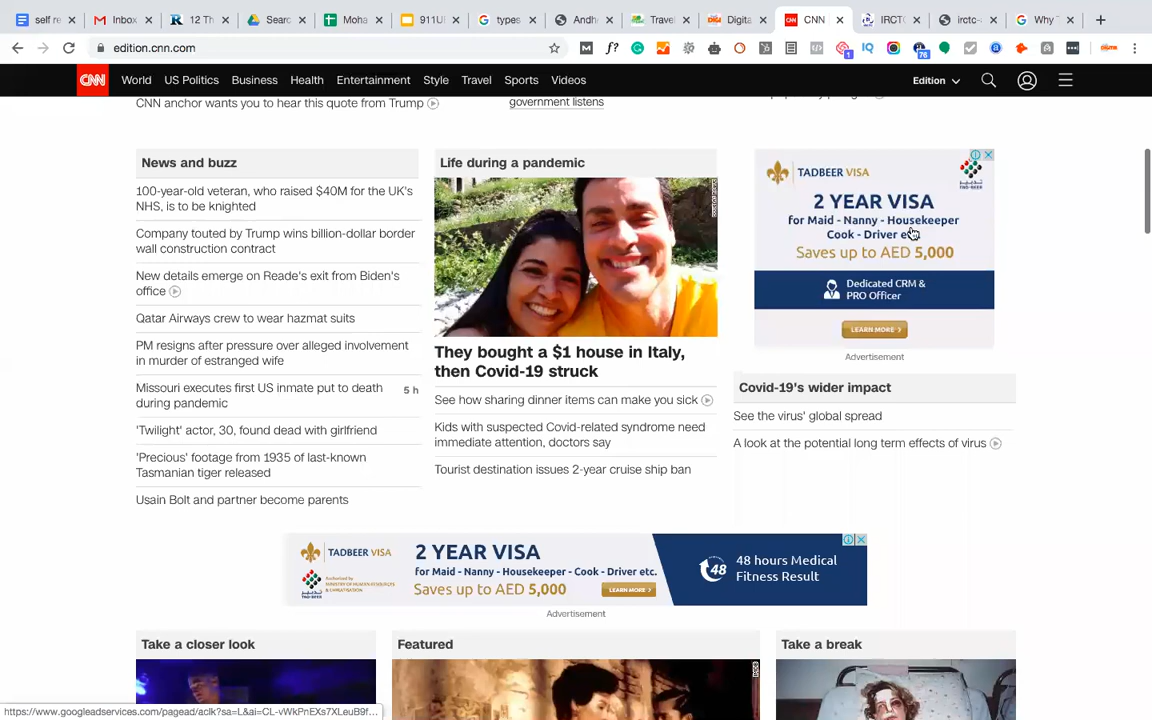 self re
Inbox
12 Th
Searc
Moha
911U
types
Andh
Travel
Digita
CNN
IRCT
irctc-
Why
edition.cnn.com
CNN
World
US Politics
Business
Health
Entertainment
Style
Travel
Sports
Videos
Edition
CNN anchor wants you to hear this quote from Trump
government listens
News and buzz
100-year-old veteran, who raised $40M for the UK's
NHS, is to be knighted
Company touted by Trump wins billion-dollar border
wall construction contract
New details emerge on Reade's exit from Biden's
office
Qatar Airways crew to wear hazmat suits
PM resigns after pressure over alleged involvement
in murder of estranged wife
Missouri executes first US inmate put to death
during pandemic
5 h
'Twilight' actor, 30, found dead with girlfriend
'Precious' footage from 1935 of last-known
Tasmanian tiger released
Usain Bolt and partner become parents
Life during a pandemic
They bought a $1 house in Italy,
then Covid-19 struck
See how sharing dinner items can make you sick
Kids with suspected Covid-related syndrome need
immediate attention, doctors say
Tourist destination issues 2-year cruise ship ban
TADBEER VISA
2 YEAR VISA
for Maid - Nanny - Housekeeper
Cook - Driver etc.
Saves up to AED 5,000
Dedicated CRM &
PRO Officer
LEARN MORE
Advertisement
Covid-19's wider impact
See the virus' global spread
A look at the potential long term effects of virus
TADBEER VISA
2 YEAR VISA
for Maid - Nanny - Housekeeper - Cook - Driver etc.
Saves up to AED 5,000
LEARN MORE
48
48 hours Medical
Fitness Result
Advertisement
Take a closer look
Featured
Take a break
https://www.googleadservices.com/pagead/aclk?sa=L&ai=CL-vWkPnEXs7XLeuB9f...